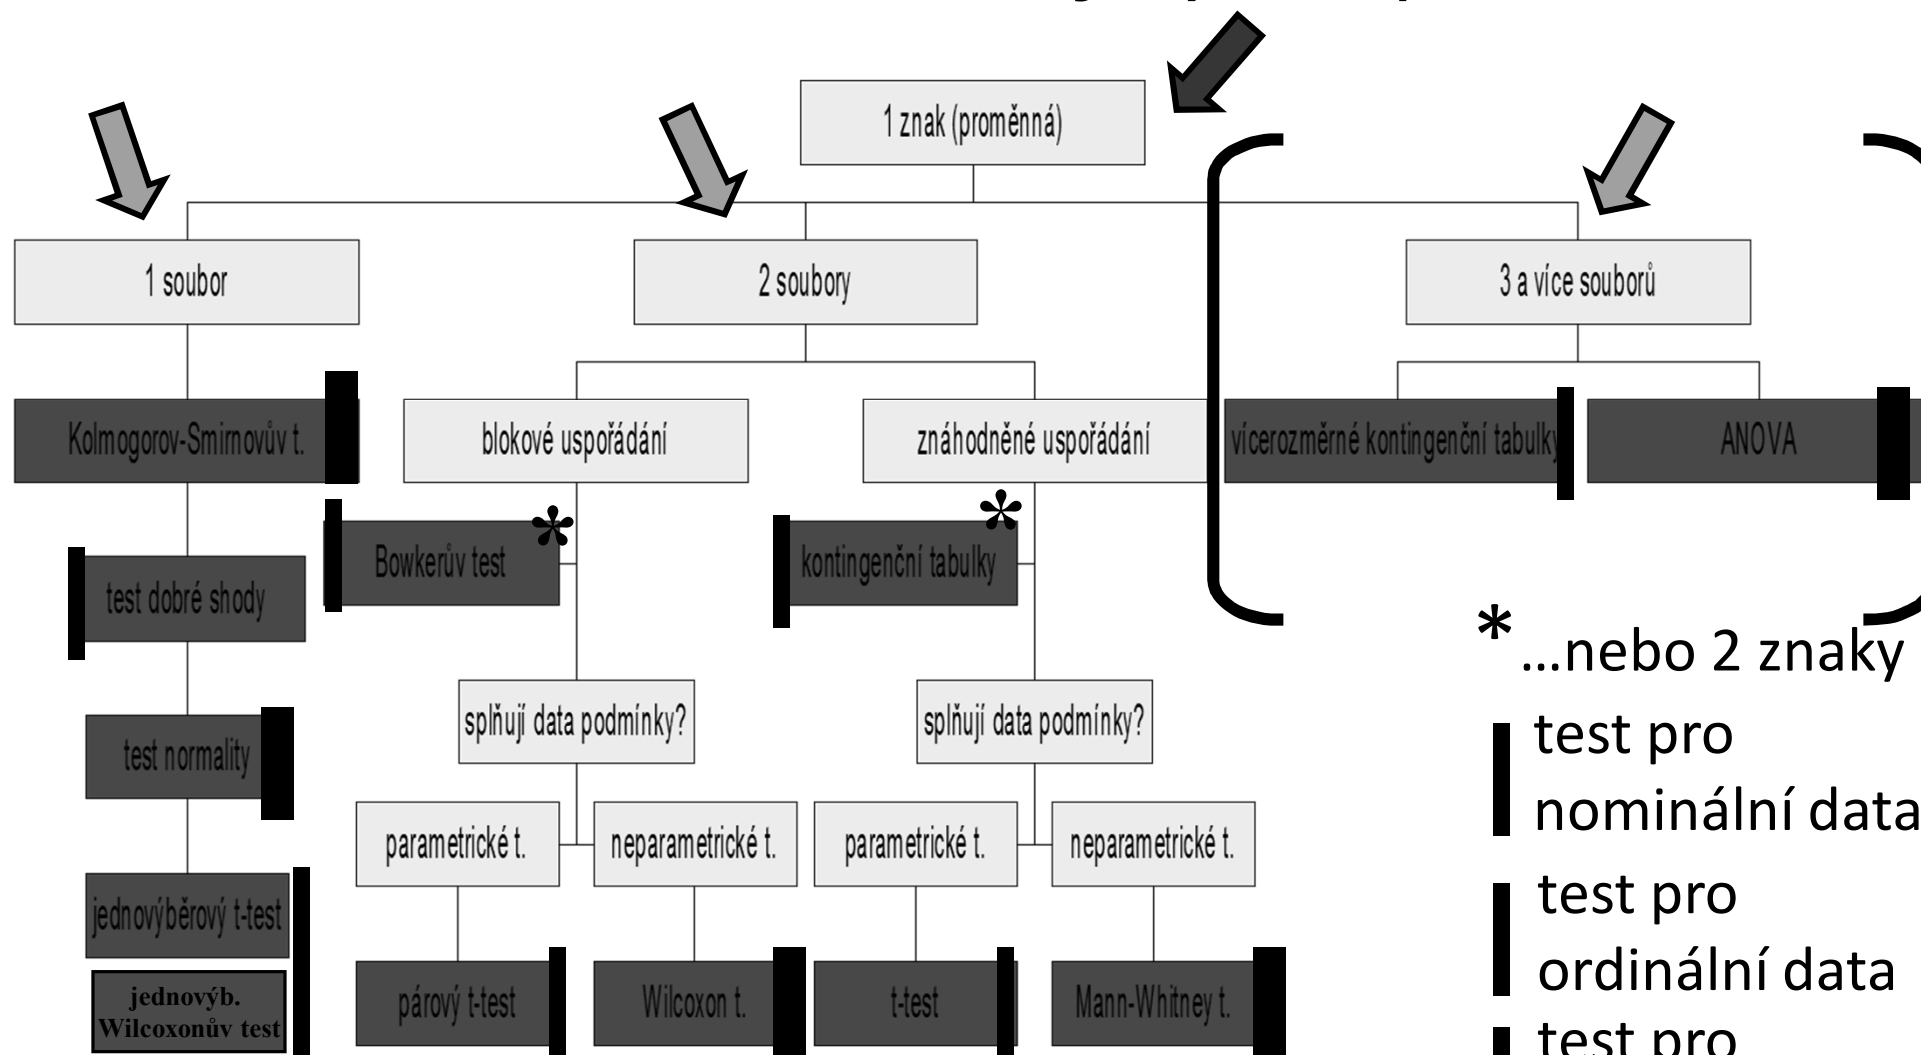 1 znak (proměnná)
1 soubor
2 soubory
3 a více souborů
Kolmogorov-Smirnovův t.
blokové uspořádání
znáhodněné uspořádání
vícerozměrné kontingenční tabulky
ANOVA
*
*
Bowkerův test
kontingenční tabulky
test dobré shody
* ...nebo 2 znaky
splňují data podmínky?
splňují data podmínky?
test normality
test pro
nominální data
parametrické t.
neparametrické t.
parametrické t.
neparametrické t.
jednovýběrový t-test
test pro
ordinální data
párový t-test
Wilcoxon t.
t-test
Mann-Whitney t.
jednovýb.
Wilcoxonův test
test pro